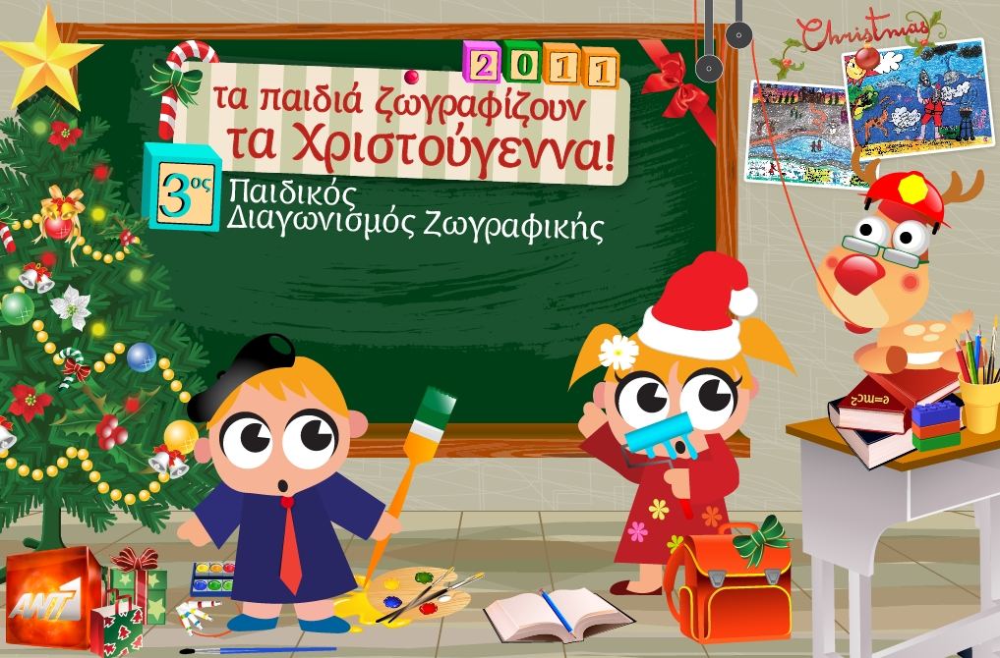 Christmas
2011
τα παιδιά ζωγραφίζουν
τα Χριστούγεννα!
3ος
Παιδικός
Διαγωνισμός Ζωγραφικής
e=mc2
ANT1